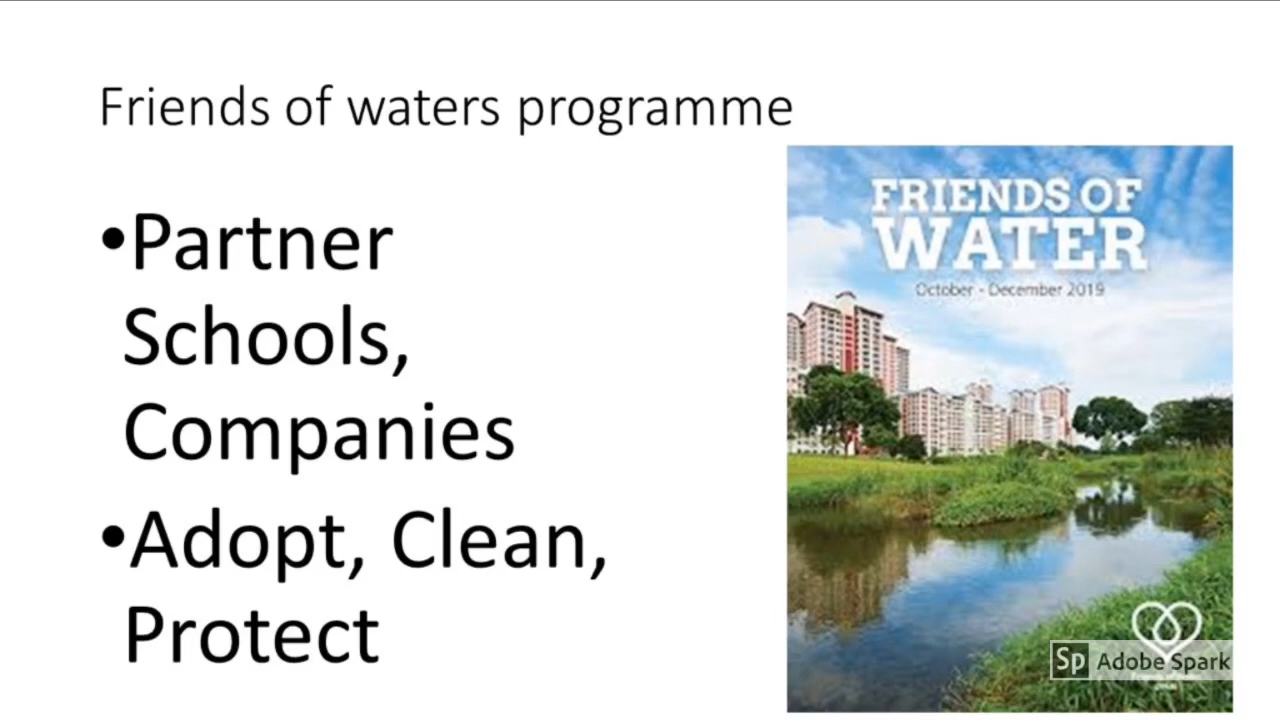 Friends of waters programme
•Partner
Schools,
Companies
•Adopt, Clean,
Protect
FRIENDS OF
WATER
October - December 2019
Sp Adobe Spark